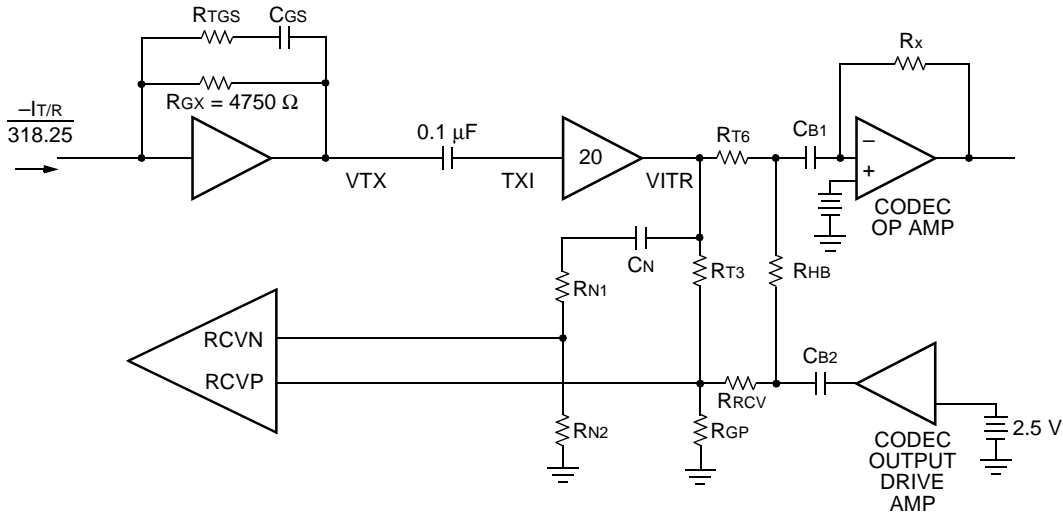 RTGS
CGS
RX
–IT/R
318.25
RGX = 4750 Ω
0.1 μF
RT6
CB1
20
–
+
VTX
TXI
VITR
CODEC
OP AMP
CN
RT3
RHB
RN1
RCVN
RCVP
CB2
RRCV
RN2
RGP
2.5 V
CODEC
OUTPUT
DRIVE
AMP